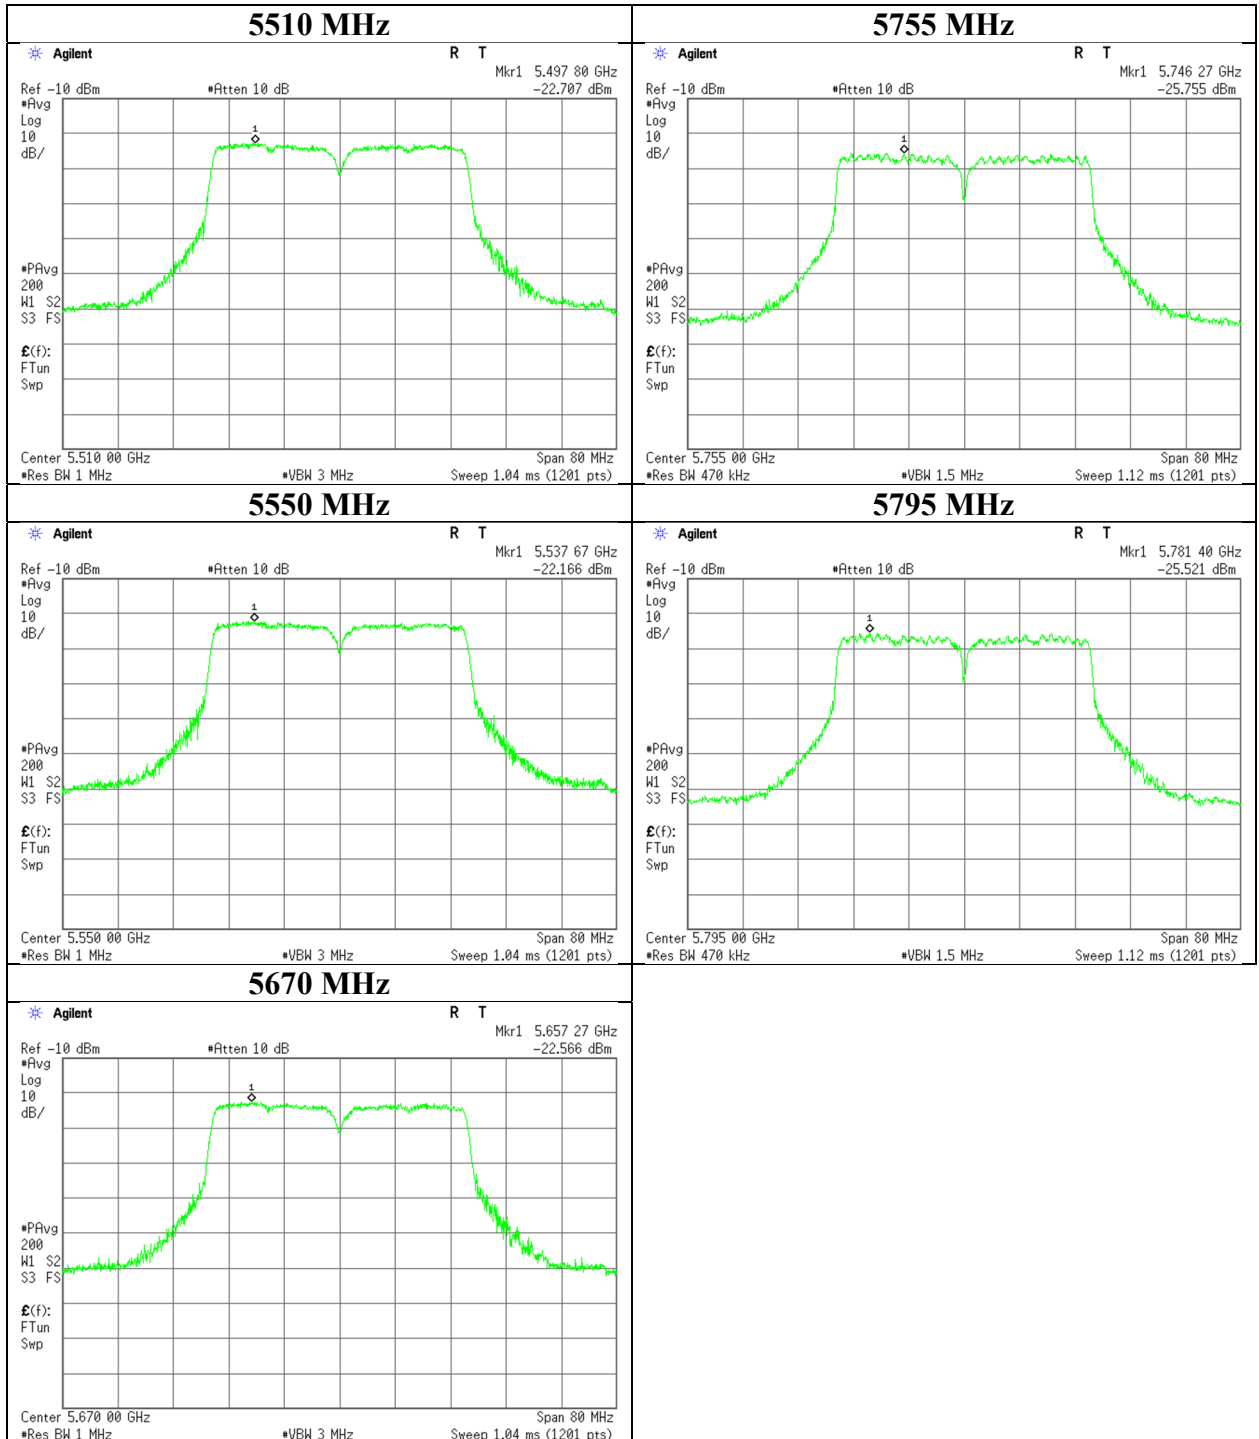 5510 MHz
Agilent R T
Mkr1 5.497 80 GHz
Ref -10 dBm #Atten 10 dB -22.707 dBm
#Avg
Log
10
dB/
1
#PAvg
200
W1 S2
S3 FS
£(f):
FTun
Swp
Center 5.510 00 GHz Span 80 MHz
#Res BW 1 MHz #VBW 3 MHz Sweep 1.04 ms (1201 pts)
5755 MHz
Agilent R T
Mkr1 5.746 27 GHz
Ref -10 dBm #Atten 10 dB -25.755 dBm
#Avg
Log
10
dB/
1
#PAvg
200
W1 S2
S3 FS
£(f):
FTun
Swp
Center 5.755 00 GHz Span 80 MHz
#Res BW 470 kHz #VBW 1.5 MHz Sweep 1.12 ms (1201 pts)
5550 MHz
Agilent R T
Mkr1 5.537 67 GHz
Ref -10 dBm #Atten 10 dB -22.166 dBm
#Avg
Log
10
dB/
1
#PAvg
200
W1 S2
S3 FS
£(f):
FTun
Swp
Center 5.550 00 GHz Span 80 MHz
#Res BW 1 MHz #VBW 3 MHz Sweep 1.04 ms (1201 pts)
5795 MHz
Agilent R T
Mkr1 5.781 40 GHz
Ref -10 dBm #Atten 10 dB -25.521 dBm
#Avg
Log
10
dB/
1
#PAvg
200
W1 S2
S3 FS
£(f):
FTun
Swp
Center 5.795 00 GHz Span 80 MHz
#Res BW 470 kHz #VBW 1.5 MHz Sweep 1.12 ms (1201 pts)
5670 MHz
Agilent R T
Mkr1 5.657 27 GHz
Ref -10 dBm #Atten 10 dB -22.566 dBm
#Avg
Log
10
dB/
1
#PAvg
200
W1 S2
S3 FS
£(f):
FTun
Swp
Center 5.670 00 GHz Span 80 MHz
#Res BW 1 MHz #VBW 3 MHz Sweep 1.04 ms (1201 pts)